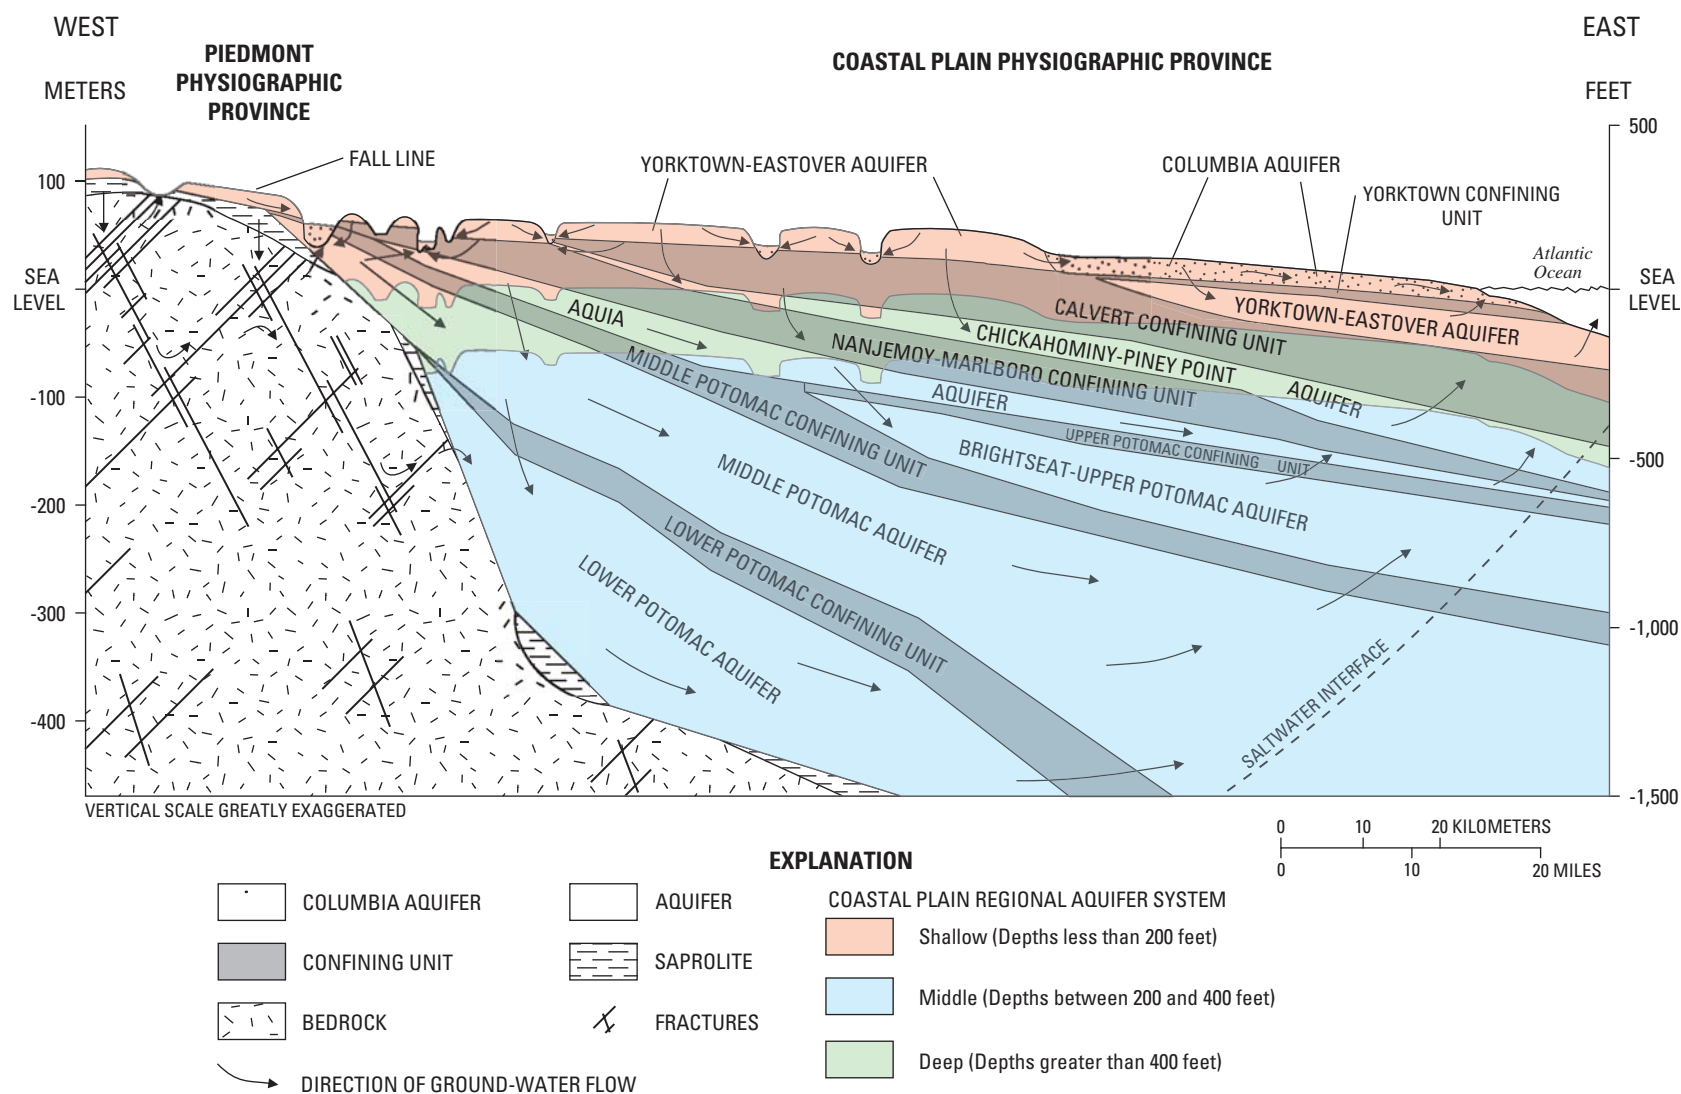 WEST
EAST
PIEDMONT
PHYSIOGRAPHIC
PROVINCE
COASTAL PLAIN PHYSIOGRAPHIC PROVINCE
METERS
FEET
500
FALL LINE
YORKTOWN-EASTOVER AQUIFER
COLUMBIA AQUIFER
YORKTOWN CONFINING
UNIT
100
Atlantic
Ocean
SEA
LEVEL
SEA
LEVEL
AQUIA
CALVERT CONFINING UNIT
YORKTOWN-EASTOVER AQUIFER
CHICKAHOMINY-PINEY POINT
AQUIFER
NANJEMOY-MARLBORO CONFINING UNIT
AQUIFER
MIDDLE POTOMAC CONFINING UNIT
UPPER POTOMAC CONFINING UNIT
BRIGHTSEAT-UPPER POTOMAC AQUIFER
MIDDLE POTOMAC AQUIFER
LOWER POTOMAC CONFINING UNIT
LOWER POTOMAC AQUIFER
SALTWATER INTERFACE
-100
-200
-300
-400
-500
-1,000
-1,500
VERTICAL SCALE GREATLY EXAGGERATED
0 10 20 KILOMETERS
0 10 20 MILES
EXPLANATION
COLUMBIA AQUIFER
CONFINING UNIT
BEDROCK
DIRECTION OF GROUND-WATER FLOW
AQUIFER
SAPROLITE
FRACTURES
COASTAL PLAIN REGIONAL AQUIFER SYSTEM
Shallow (Depths less than 200 feet)
Middle (Depths between 200 and 400 feet)
Deep (Depths greater than 400 feet)